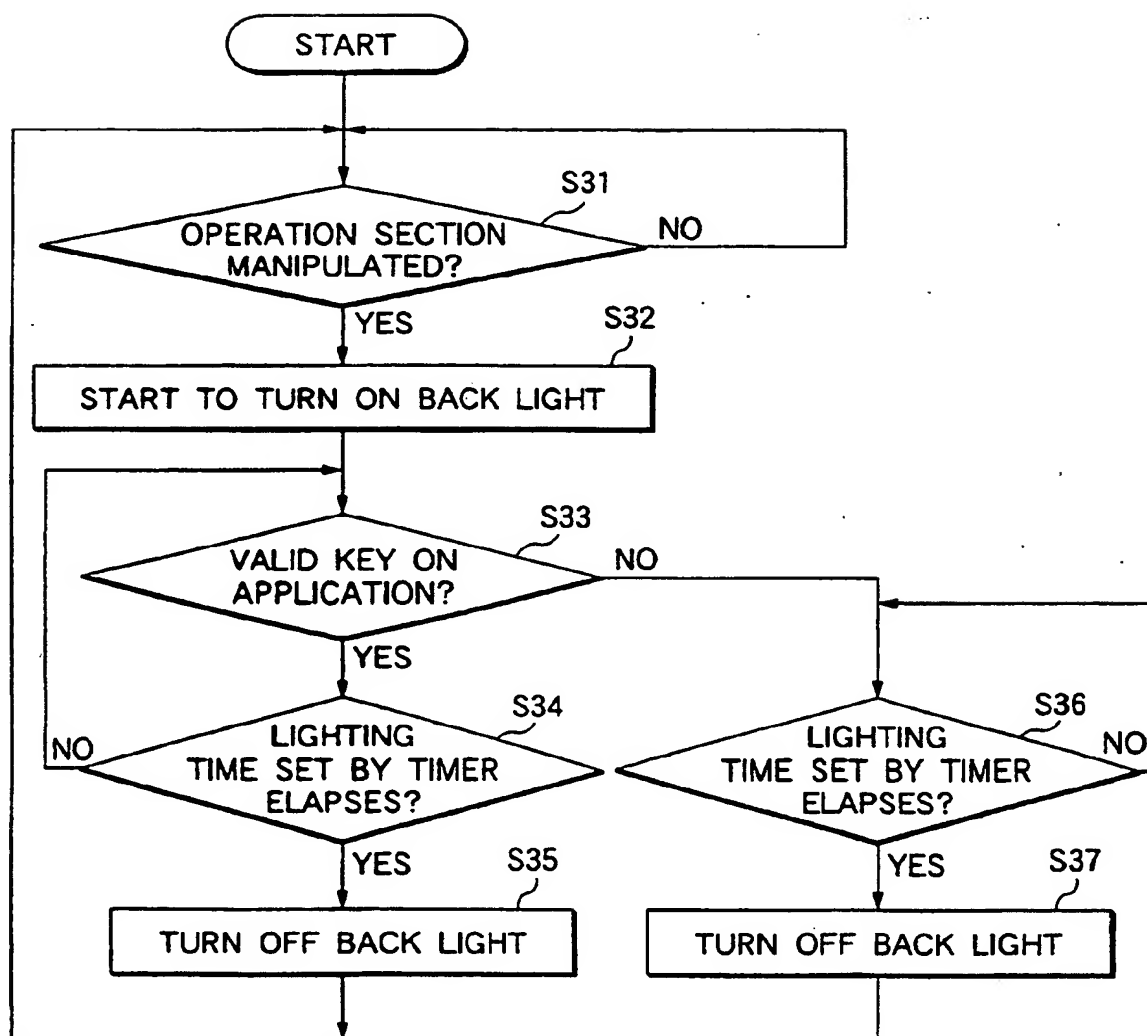 START
S31
OPERATION SECTION
MANIPULATED?
NO
YES
S32
START TO TURN ON BACK LIGHT
S33
VALID KEY ON
APPLICATION?
NO
YES
S34
LIGHTING
TIME SET BY TIMER
ELAPSES?
NO
YES
S35
TURN OFF BACK LIGHT
S36
LIGHTING
TIME SET BY TIMER
ELAPSES?
NO
YES
S37
TURN OFF BACK LIGHT